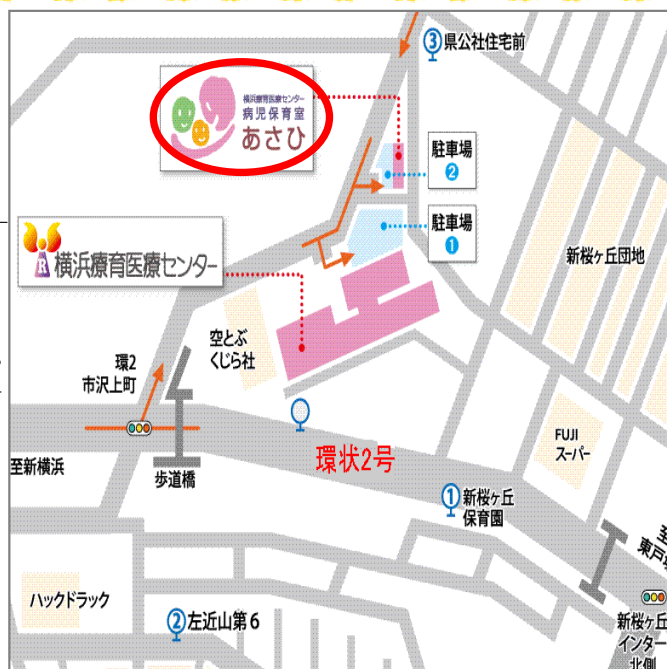 ③県公社住宅前
横浜療育医療センター
病児保育室
あさひ
駐車場
②
駐車場
①
R
横浜療育医療センター
新桜ヶ丘団地
空とぶ
くじら社
環2
市沢上町
FUJI
スーパー
環状2号
至新横浜
歩道橋
①新桜ヶ丘
保育園
ハックドラック
②左近山第6
新桜ヶ丘
インター
北側